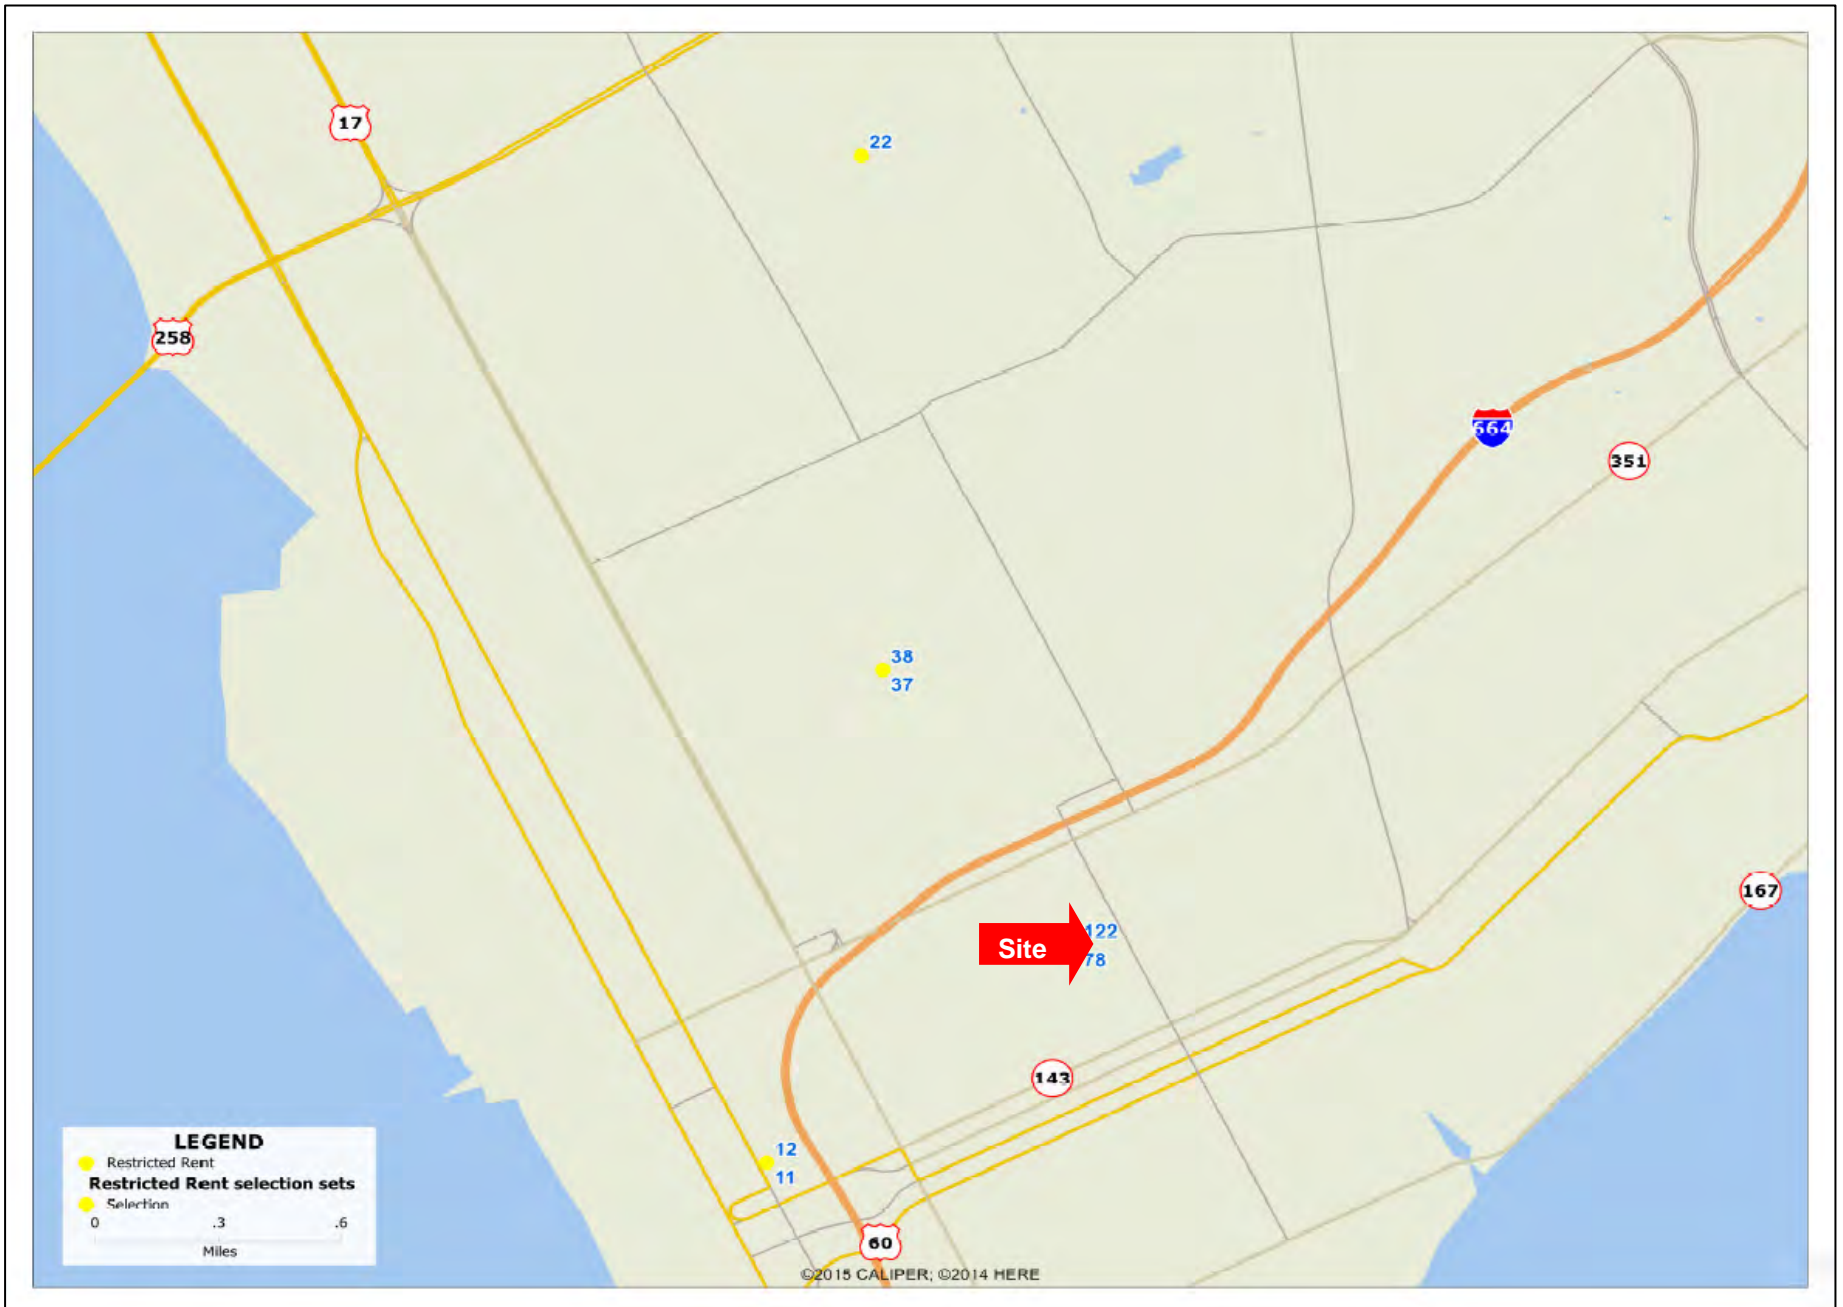 17
22
258
664
351
38
37
167
Site
122
78
143
12
11
60
LEGEND
Restricted Rent
Restricted Rent selection sets
Selection
0 .3 .6
Miles
©2015 CALIPER; ©2014 HERE